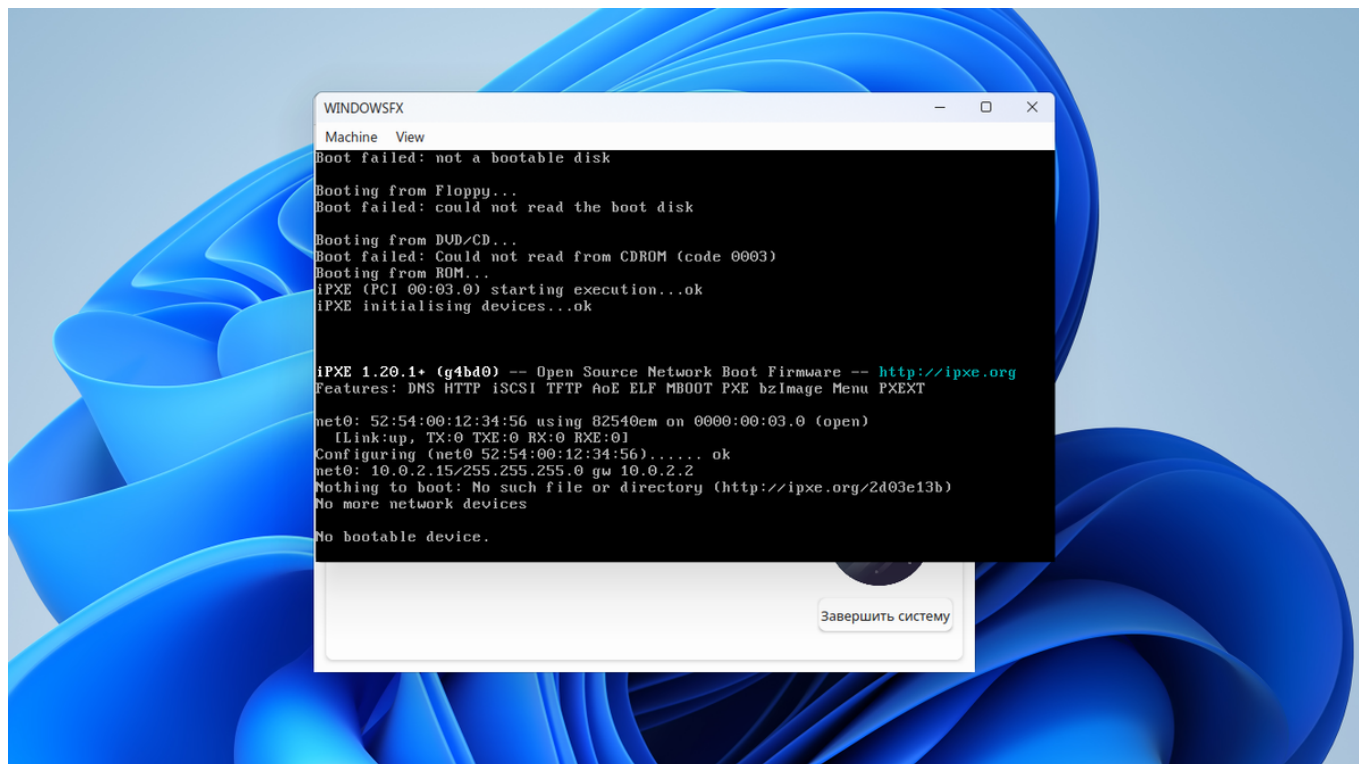 WINDOWSFX
Machine View
Boot failed: not a bootable disk
Booting from Floppy...
Boot failed: could not read the boot disk
Booting from DVD/CD...
Boot failed: Could not read from CDROM (code 0003)
Booting from ROM...
iPXE (PCI 00:03.0) starting execution...ok
iPXE initialising devices...ok
iPXE 1.20.1+ (g4bd0) -- Open Source Network Boot Firmware -- http://ipxe.org
Features: DNS HTTP iSCSI TFTP AoE ELF MBOOT PXE bzImage Menu PXEXT
net0: 52:54:00:12:34:56 using 82540em on 0000:00:03.0 (open)
[Link:up, TX:0 TXE:0 RX:0 RXE:0]
Configuring (net0 52:54:00:12:34:56)...... ok
net0: 10.0.2.15/255.255.255.0 gw 10.0.2.2
Nothing to boot: No such file or directory (http://ipxe.org/2d03e13b)
No more network devices
No bootable device.
Завершить систему